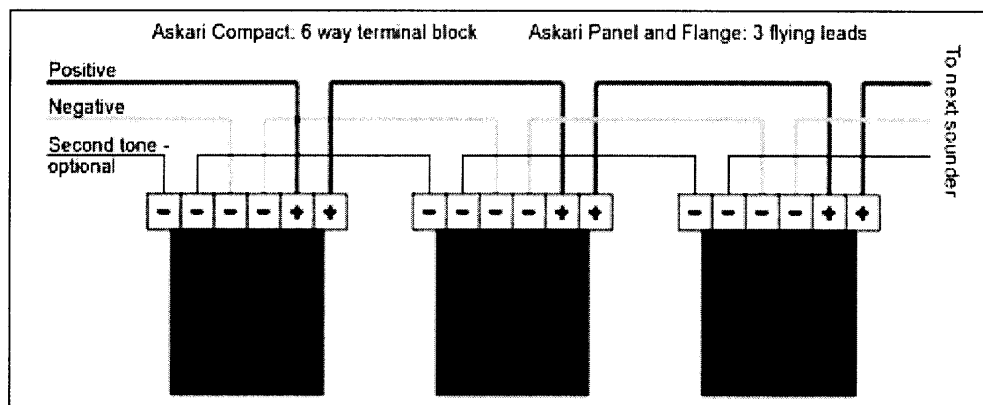 Askari Compact: 6 way terminal block Askari Panel and Flange: 3 flying leads
Positive
Negative
Second tone -
optional
To next sounder
- - - - + + - - - - + + - - - - + +